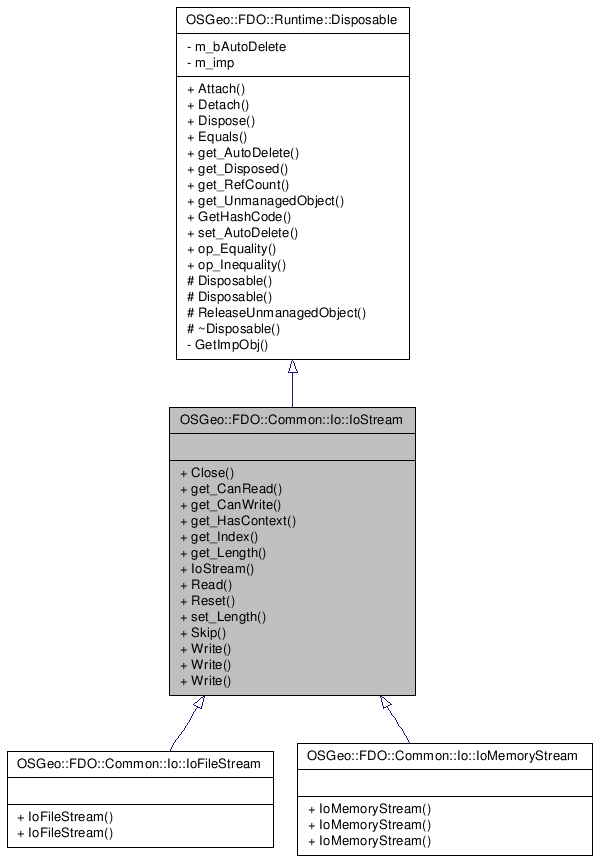 OSGeo::FDO::Runtime::Disposable
- m_bAutoDelete
- m_imp
+ Attach()
+ Detach()
+ Dispose()
+ Equals()
+ get_AutoDelete()
+ get_Disposed()
+ get_RefCount()
+ get_UnmanagedObject()
+ GetHashCode()
+ set_AutoDelete()
+ op_Equality()
+ op_Inequality()
# Disposable()
# Disposable()
# ReleaseUnmanagedObject()
# ~Disposable()
- GetImpObj()
OSGeo::FDO::Common::Io::IoStream
+ Close()
+ get_CanRead()
+ get_CanWrite()
+ get_HasContext()
+ get_Index()
+ get_Length()
+ IoStream()
+ Read()
+ Reset()
+ set_Length()
+ Skip()
+ Write()
+ Write()
+ Write()
OSGeo::FDO::Common::Io::IoFileStream
+ IoFileStream()
+ IoFileStream()
OSGeo::FDO::Common::Io::IoMemoryStream
+ IoMemoryStream()
+ IoMemoryStream()
+ IoMemoryStream()